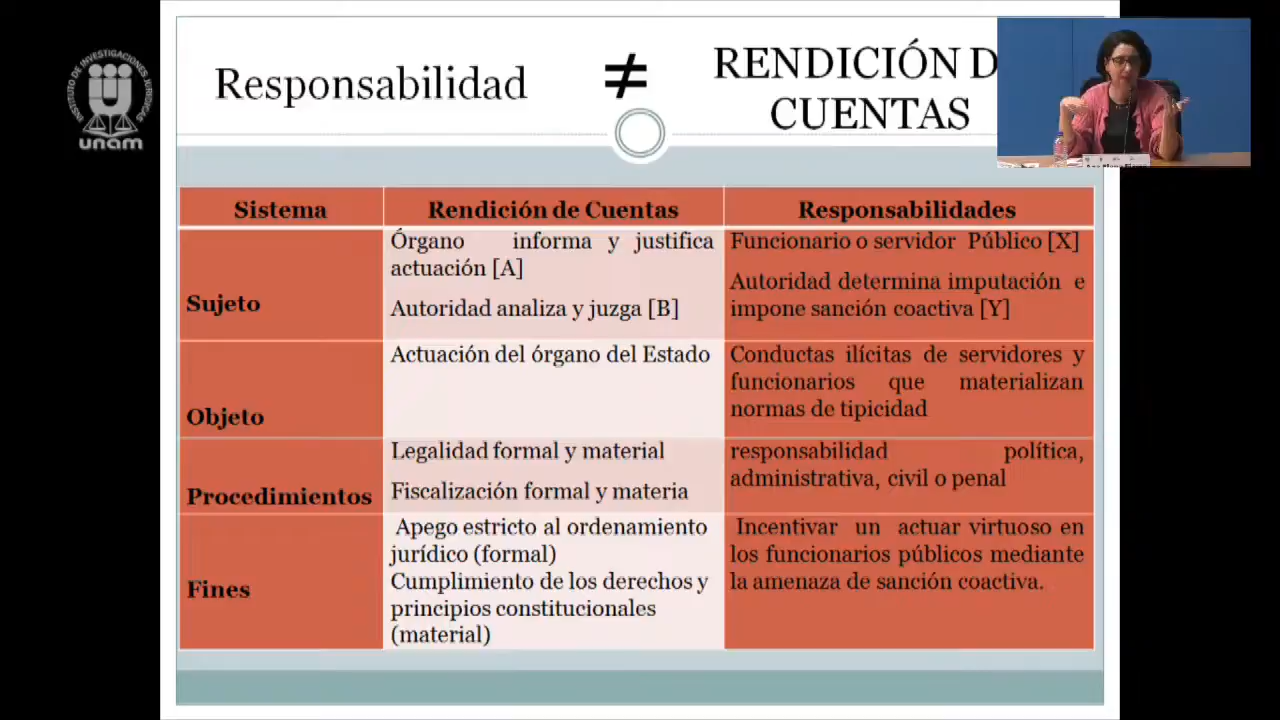 INSTITUTO DE INVESTIGACIONES JURIDICAS
unam
Responsabilidad
≠
RENDICIÓN D
CUENTAS
Sistema
Rendición de Cuentas
Responsabilidades
Sujeto
Órgano informa y justifica
actuación [A]
Autoridad analiza y juzga [B]
Funcionario o servidor Público [X]
Autoridad determina imputación e
impone sanción coactiva [Y]
Objeto
Actuación del órgano del Estado
Conductas ilícitas de servidores y
funcionarios que materializan
normas de tipicidad
Procedimientos
Legalidad formal y material
Fiscalización formal y materia
responsabilidad política,
administrativa, civil o penal
Fines
Apego estricto al ordenamiento
jurídico (formal)
Cumplimiento de los derechos y
principios constitucionales
(material)
Incentivar un actuar virtuoso en
los funcionarios públicos mediante
la amenaza de sanción coactiva.